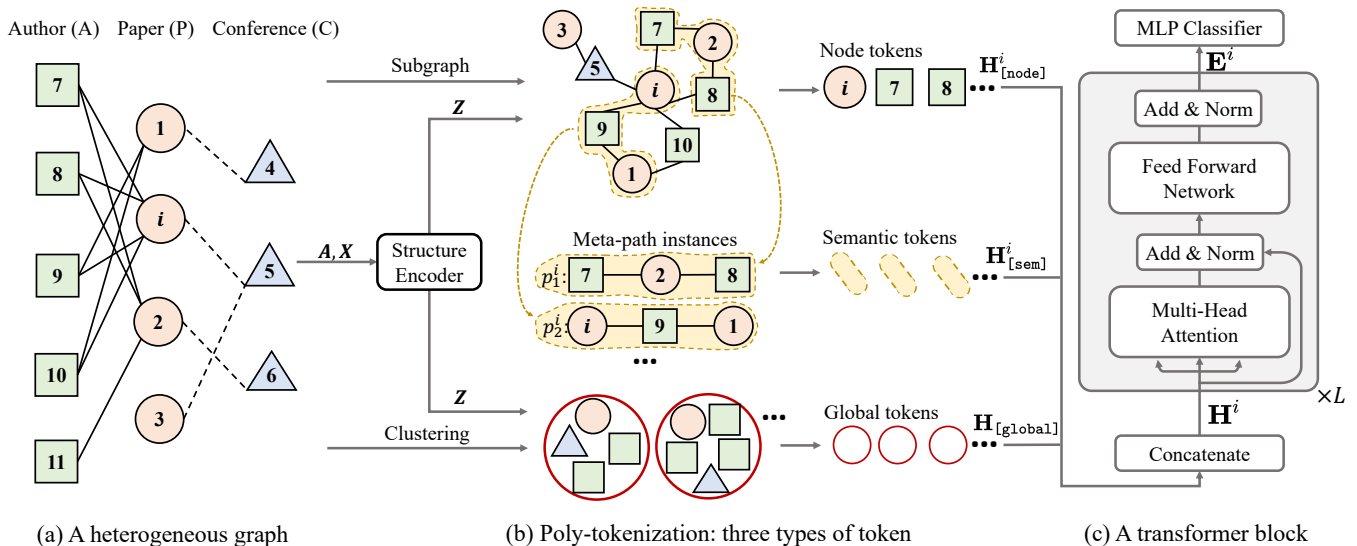 Author (A) Paper (P) Conference (C)
7
8
9
10
11
1
i
2
3
4
5
6
A, X
Structure
Encoder
Subgraph
Z
Z
Clustering
3
5
7
2
i
8
9
10
1
Meta-path instances
p₁ⁱ: 7 2 8
p₂ⁱ: i 9 1
...
...
Node tokens
i 7 8 ...
Semantic tokens
...
Global tokens
...
H^i_[node]
H^i_[sem]
H_[global]
MLP Classifier
E^i
Add & Norm
Feed Forward
Network
Add & Norm
Multi-Head
Attention
×L
H^i
Concatenate
(a) A heterogeneous graph
(b) Poly-tokenization: three types of token
(c) A transformer block